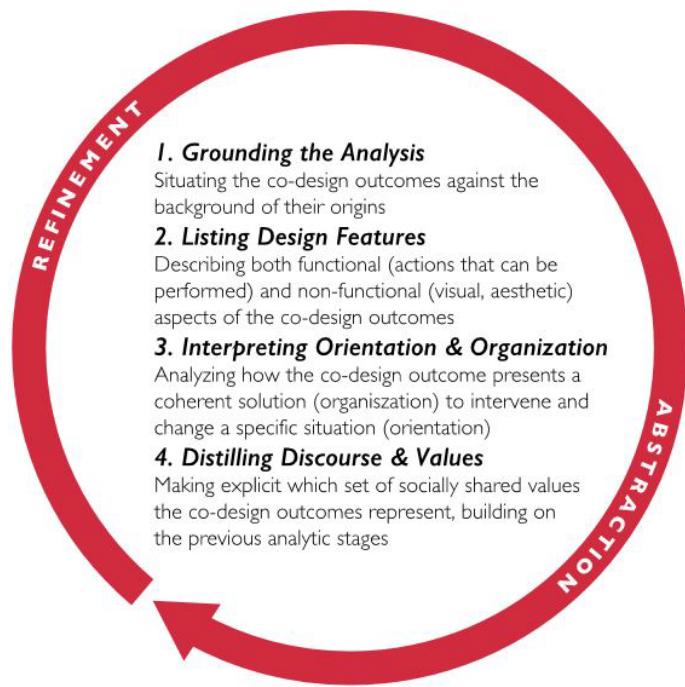 REFINEMENT
1. Grounding the Analysis
Situating the co-design outcomes against the
background of their origins
2. Listing Design Features
Describing both functional (actions that can be
performed) and non-functional (visual, aesthetic)
aspects of the co-design outcomes
3. Interpreting Orientation & Organization
Analyzing how the co-design outcome presents a
coherent solution (organiszation) to intervene and
change a specific situation (orientation)
4. Distilling Discourse & Values
Making explicit which set of socially shared values
the co-design outcomes represent, building on
the previous analytic stages
ABSTRACTION